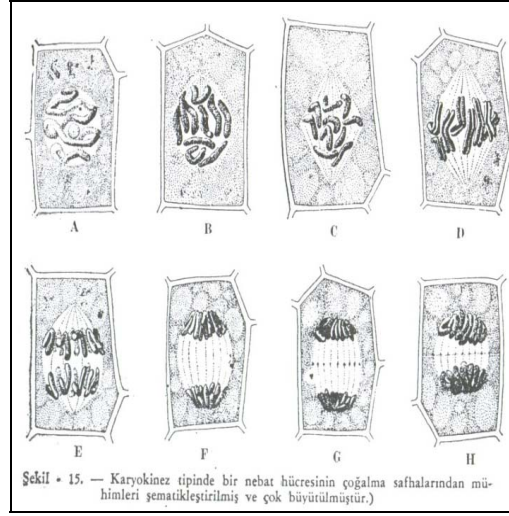 A B C D
E F G H
Şekil - 15. — Karyokinez tipinde bir nebat hücresinin çoğalma safhalarından mü-
himleri şematikleştirilmiş ve çok büyütülmüştür.)